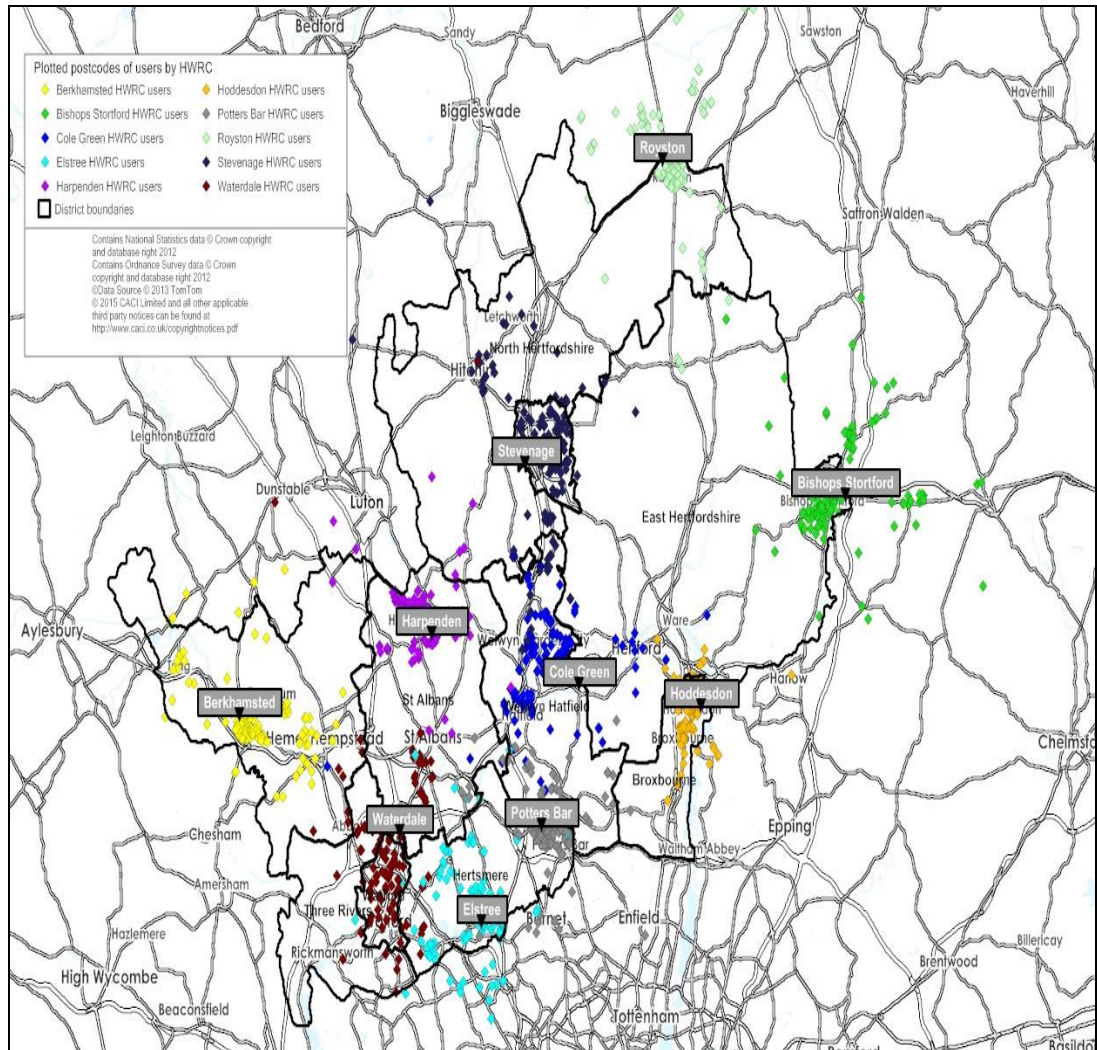 Bedford
Sandy
Sawston
Plotted postcodes of users by HWRC
Berkhamsted HWRC users
Hoddesdon HWRC users
Bishops Stortford HWRC users
Potters Bar HWRC users
Cole Green HWRC users
Royston HWRC users
Elstree HWRC users
Stevenage HWRC users
Harpenden HWRC users
Waterdale HWRC users
District boundaries
Contains National Statistics data © Crown copyright
and database right 2012
Contains Ordnance Survey data © Crown
copyright and database right 2012
©Data Source © 2013 TomTom
© 2015 CACI Limited and all other applicable
third party notices can be found at
http://www.caci.co.uk/copyrightnotices.pdf
Haverhill
Biggleswade
Royston
Saffron Walden
Letchworth
North Hertfordshire
Hitchin
Leighton Buzzard
Stevenage
Dunstable
Luton
Bishops Stortford
East Hertfordshire
Aylesbury
Harpenden
Ware
Cole Green
Harlow
Berkhamsted
St Albans
Hoddesdon
Hemel Hempstead
St Albans
Chelmsf
Broxbourne
Waterdale
Potters Bar
Epping
Chesham
Waltham Abbey
Amersham
Hertsmere
Three Rivers
Elstree
Barnet
Enfield
Hazlemere
Rickmansworth
Billericay
High Wycombe
Brentwood
Beaconsfield
Tottenham
Basildo